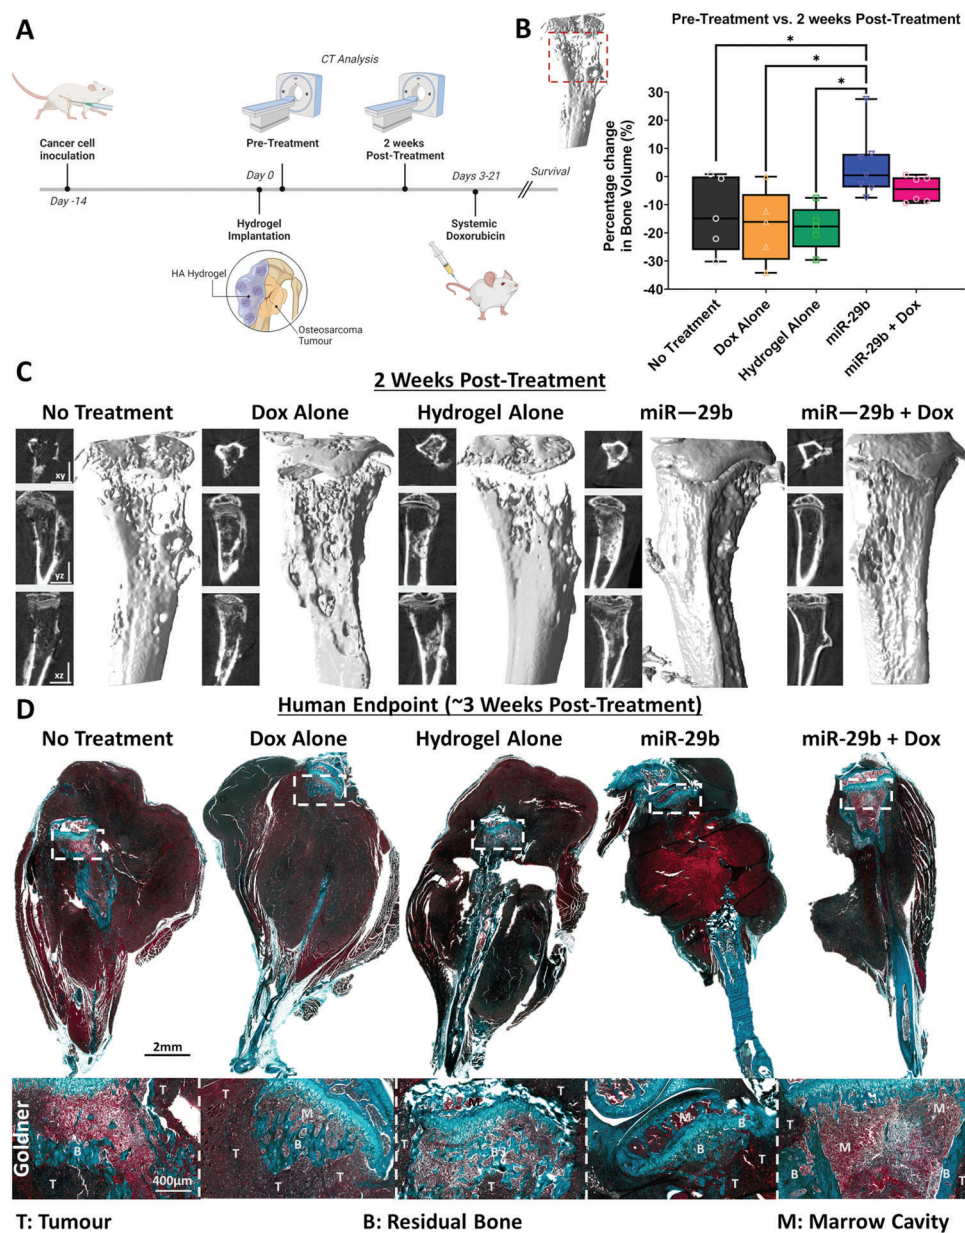 A
CT Analysis
Cancer cell
inoculation
Pre-Treatment
2 weeks
Post-Treatment
Day -14
Day 0
Days 3-21
Survival
Hydrogel
Implantation
Systemic
Doxorubicin
HA Hydrogel
Osteosarcoma
Tumour
B
Pre-Treatment vs. 2 weeks Post-Treatment
*
*
*
Percentage change
in Bone Volume (%)
30
20
10
0
-10
-20
-30
-40
No Treatment
Dox Alone
Hydrogel Alone
miR-29b
miR-29b + Dox
C
2 Weeks Post-Treatment
No Treatment
Dox Alone
Hydrogel Alone
miR—29b
miR—29b + Dox
xy
yz
xz
D
Human Endpoint (~3 Weeks Post-Treatment)
No Treatment
Dox Alone
Hydrogel Alone
miR-29b
miR-29b + Dox
2mm
Goldner
T
B
T
400µm
M
B
T
T
T
M
T
T
B
T
M
B
B
T
T
T
M
M
B
B
T
T: Tumour
B: Residual Bone
M: Marrow Cavity